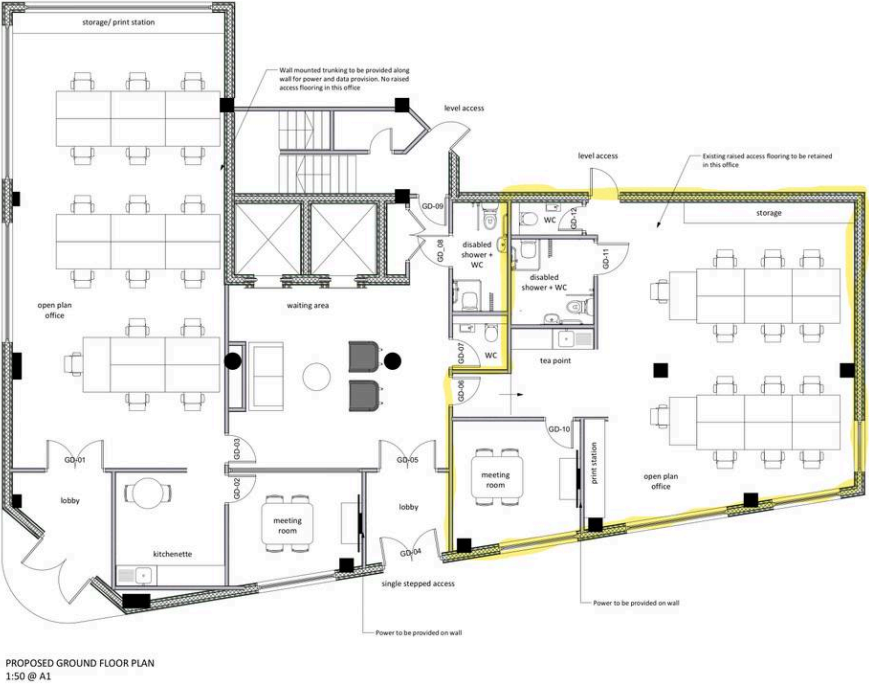 storage/ print station
Wall mounted trunking to be provided along
wall for power and data provision. No raised
access flooring in this office
level access
level access
Existing raised access flooring to be retained
in this office
GD-09
WC
GD-12
storage
GD_08
disabled
shower +
WC
GD-11
disabled
shower + WC
open plan
office
waiting area
GD-07
WC
tea point
GD-06
GD-03
GD-10
GD-01
GD-05
GD-02
meeting
room
print station
open plan
office
lobby
lobby
meeting
room
kitchenette
GD-04
single stepped access
Power to be provided on wall
Power to be provided on wall
PROPOSED GROUND FLOOR PLAN
1:50 @ A1